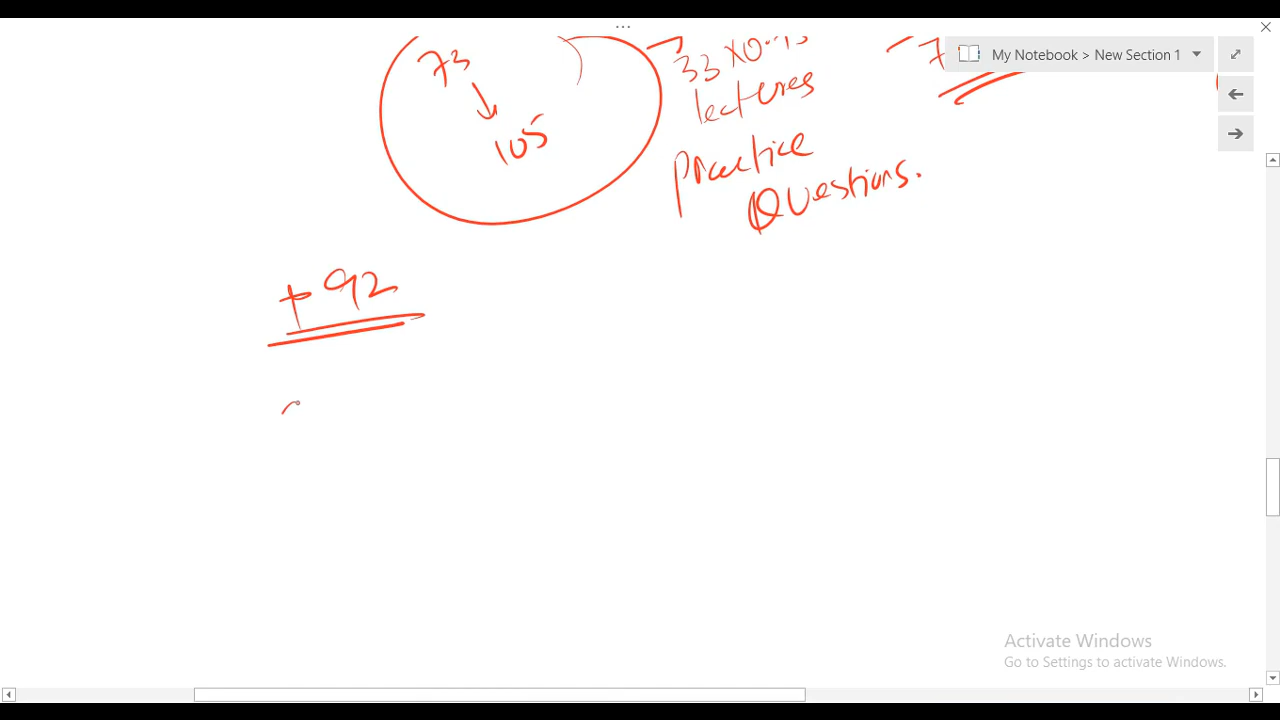 My Notebook > New Section 1
73
105
lectures
Practice
Questions.
+92
Activate Windows
Go to Settings to activate Windows.